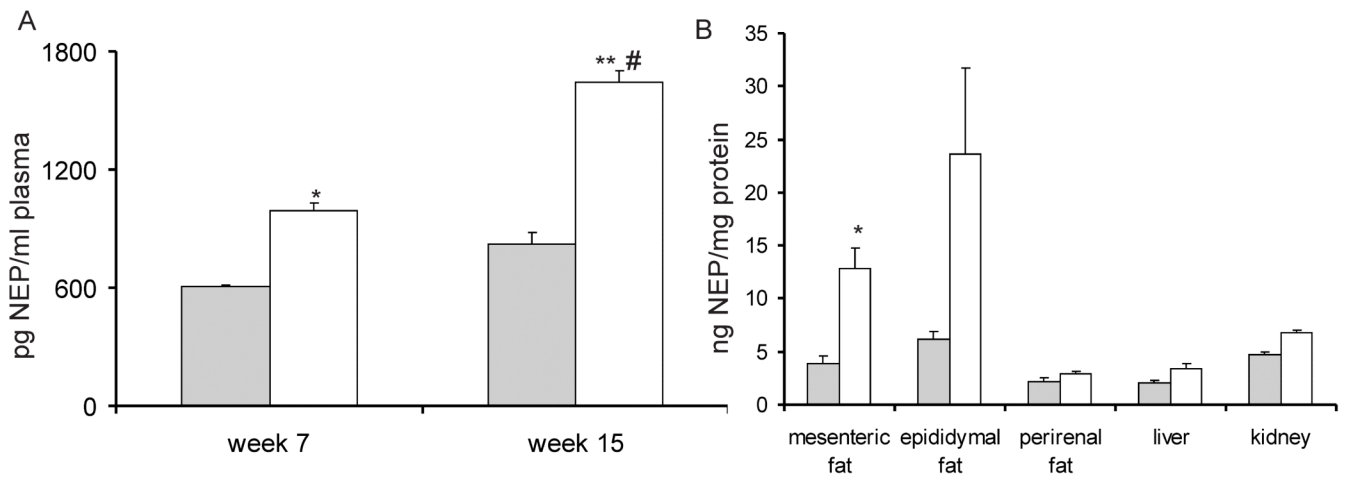 A
pg NEP/ml plasma
1800
1200
600
0
*
** #
week 7
week 15
B
ng NEP/mg protein
35
30
25
20
15
10
5
0
*
mesenteric fat
epididymal fat
perirenal fat
liver
kidney